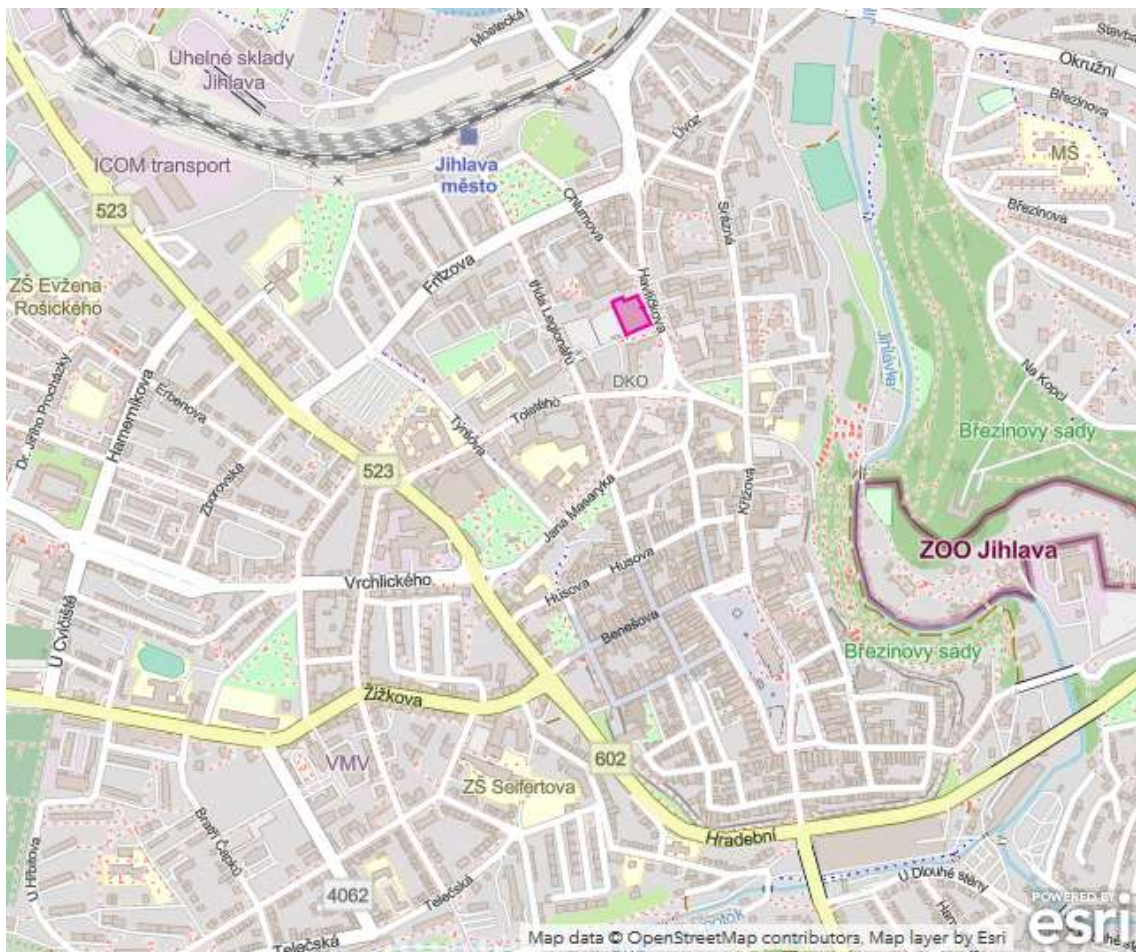 Mostecká
Stavba
Okružní
Uhelné sklady
Jihlava
Březinova
Úvoz
ICOM transport
Jihlava
město
MŠ
523
Chlumova
Srázná
Březinova
Fritzova
Havlíčkova
ZŠ Evžena
Rošického
třída Legionářů
Jihlávka
Na Kopci
Dr. Jiřího Procházky
Hamerníkova
Erbenova
DKO
Tolstého
Tyršova
Březinovy sady
Zborovská
523
Křížová
Jana Masaryka
ZOO Jihlava
Husova
Vrchlického
Husova
U Cvičiště
Benešova
Březinovy sady
Žižkova
602
VMV
ZŠ Seifertova
Bratří Čapků
Hradební
U Hřbitova
4062
Telečská
U Dlouhé stěny
Telečská
POWERED BY
esri
Map data © OpenStreetMap contributors, Map layer by Esri